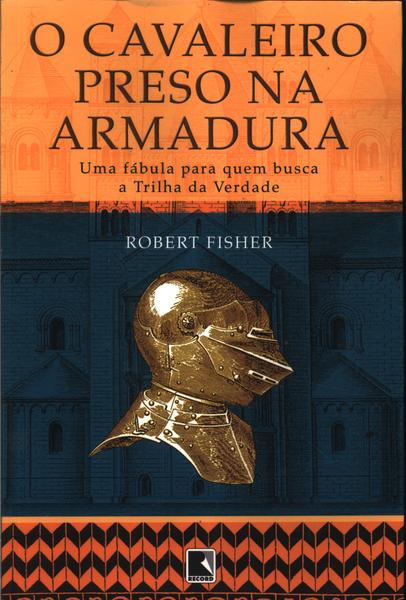 O CAVALEIRO
PRESO NA
ARMADURA
Uma fábula para quem busca
a Trilha da Verdade
ROBERT FISHER
RECORD